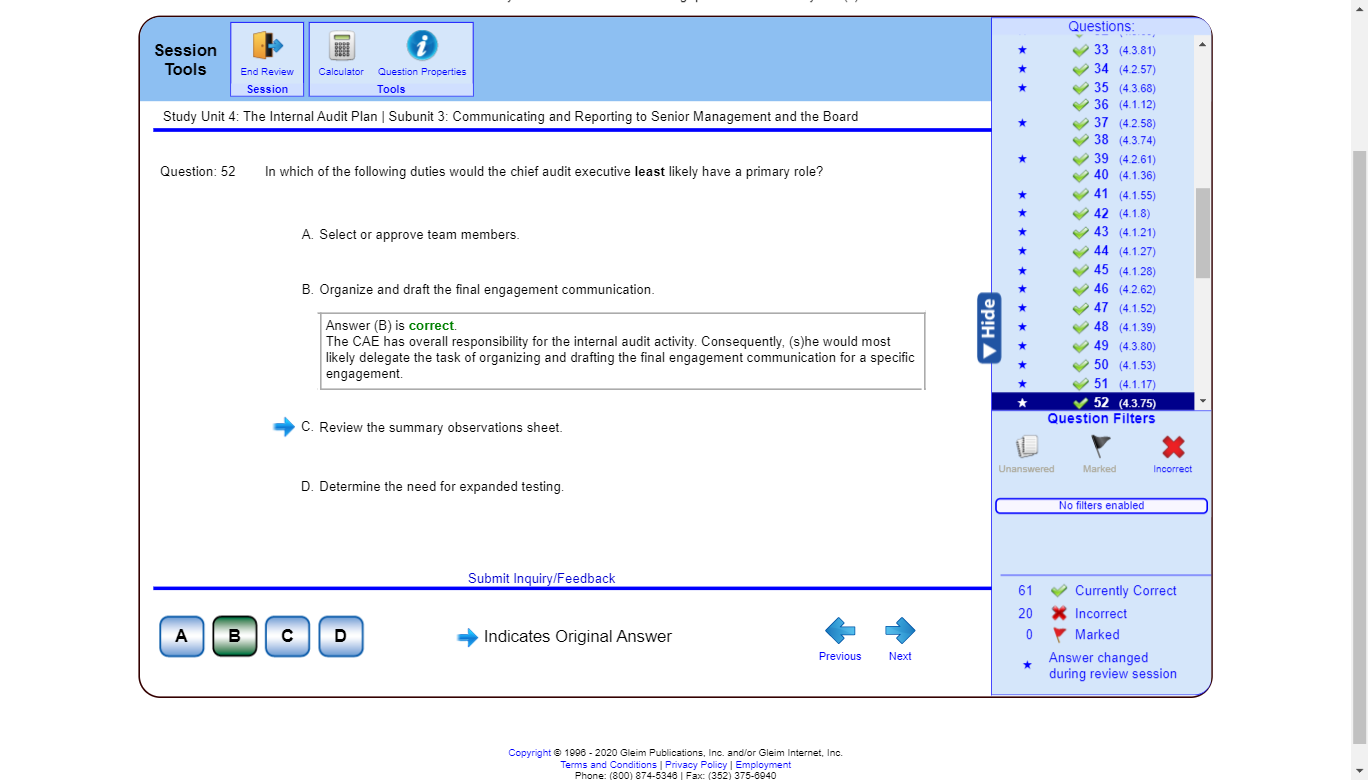 Session
Tools
End Review
Session
Calculator
Question Properties
Tools
Study Unit 4: The Internal Audit Plan | Subunit 3: Communicating and Reporting to Senior Management and the Board
Question: 52
In which of the following duties would the chief audit executive least likely have a primary role?
A. Select or approve team members.
B. Organize and draft the final engagement communication.
Answer (B) is correct.
The CAE has overall responsibility for the internal audit activity. Consequently, (s)he would most
likely delegate the task of organizing and drafting the final engagement communication for a specific
engagement.
C. Review the summary observations sheet.
D. Determine the need for expanded testing.
Submit Inquiry/Feedback
A
B
C
D
Indicates Original Answer
Previous
Next
Hide
Questions:
33 (4.3.81)
34 (4.2.57)
35 (4.3.68)
36 (4.1.12)
37 (4.2.58)
38 (4.3.74)
39 (4.2.61)
40 (4.1.36)
41 (4.1.55)
42 (4.1.8)
43 (4.1.21)
44 (4.1.27)
45 (4.1.28)
46 (4.2.62)
47 (4.1.52)
48 (4.1.39)
49 (4.3.80)
50 (4.1.53)
51 (4.1.17)
52 (4.3.75)
Question Filters
Unanswered
Marked
Incorrect
No filters enabled
61 Currently Correct
20 Incorrect
0 Marked
Answer changed
during review session
Copyright © 1996 - 2020 Gleim Publications, Inc. and/or Gleim Internet, Inc.
Terms and Conditions | Privacy Policy | Employment
Phone: (800) 874-5346 | Fax: (352) 375-6940